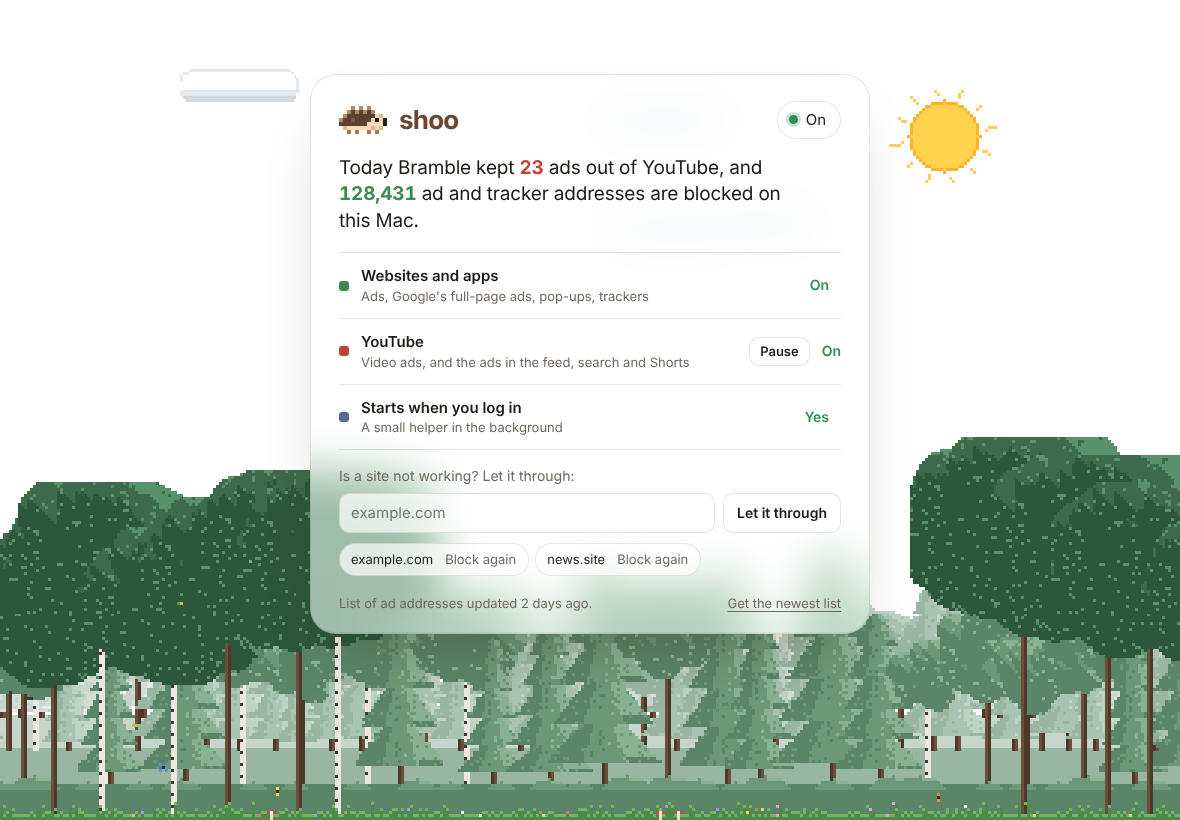 shoo
On
Today Bramble kept 23 ads out of YouTube, and
128,431 ad and tracker addresses are blocked on
this Mac.
Websites and apps
On
Ads, Google's full-page ads, pop-ups, trackers
YouTube
Pause
On
Video ads, and the ads in the feed, search and Shorts
Starts when you log in
Yes
A small helper in the background
Is a site not working? Let it through:
example.com
Let it through
example.com Block again
news.site Block again
List of ad addresses updated 2 days ago.
Get the newest list